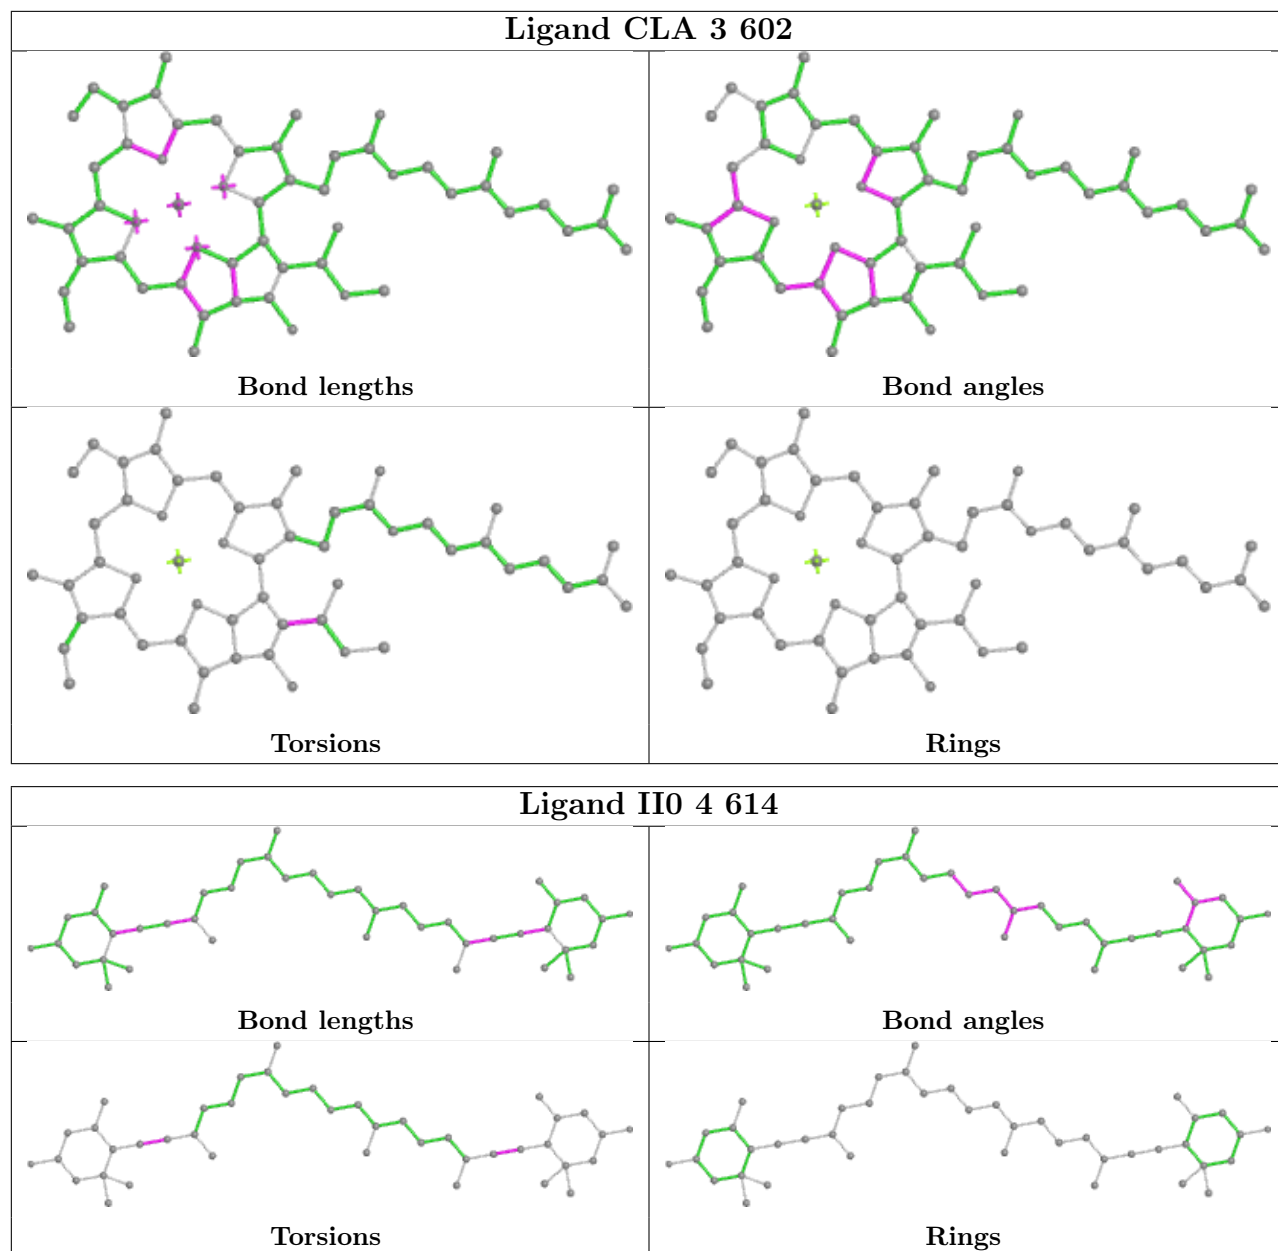 Ligand CLA 3 602
Bond lengths
Bond angles
Torsions
Rings
Ligand II0 4 614
Bond lengths
Bond angles
Torsions
Rings